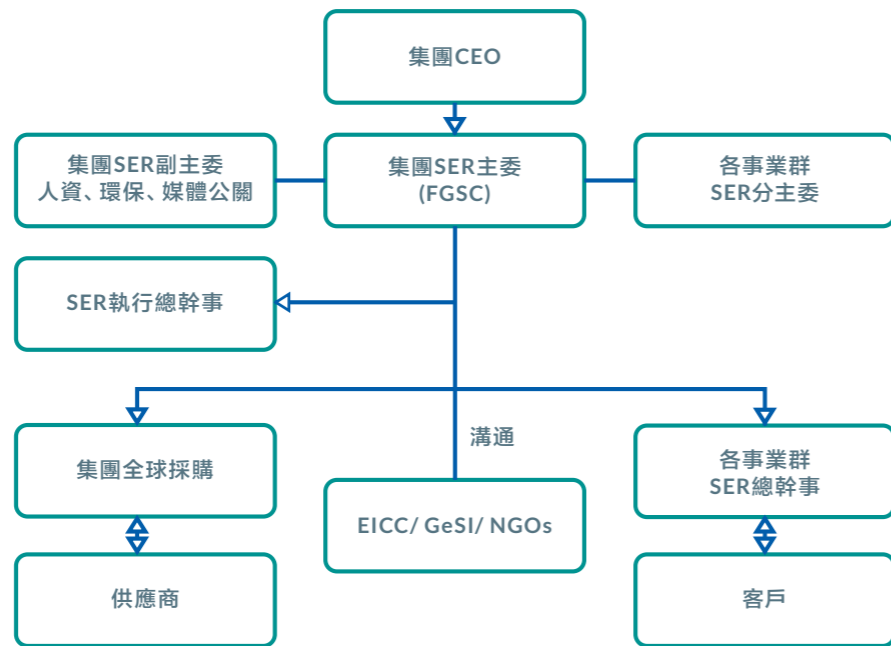 集團CEO
集團SER副主委
人資、環保、媒體公關
集團SER主委
(FGSC)
各事業群
SER分主委
SER執行總幹事
集團全球採購
溝通
各事業群
SER總幹事
EICC/ GeSI/ NGOs
供應商
客戶